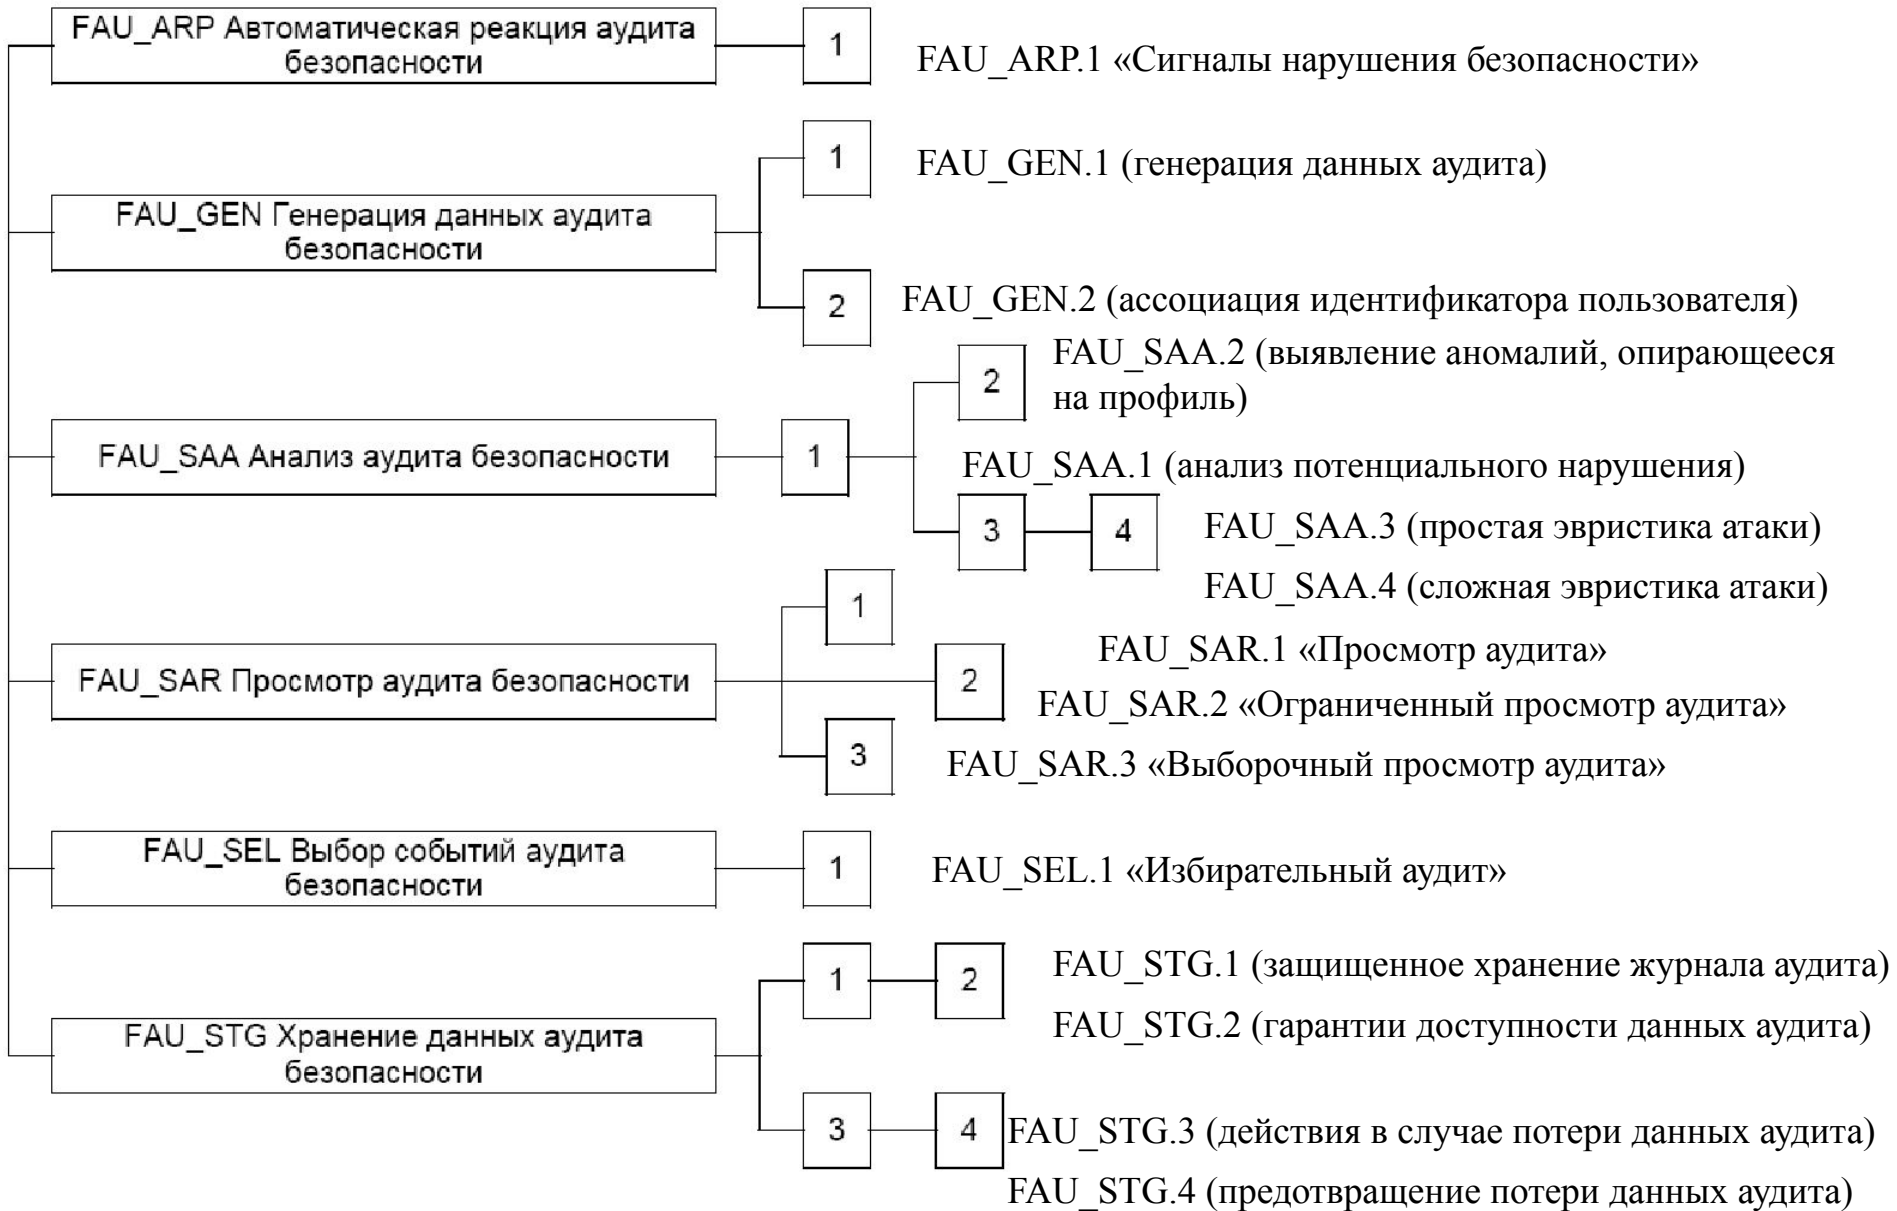 FAU_ARP Автоматическая реакция аудита
безопасности
1
FAU_ARP.1 «Сигналы нарушения безопасности»
1
FAU_GEN.1 (генерация данных аудита)
FAU_GEN Генерация данных аудита
безопасности
2
FAU_GEN.2 (ассоциация идентификатора пользователя)
2
FAU_SAA.2 (выявление аномалий, опирающееся
на профиль)
FAU_SAA Анализ аудита безопасности
1
FAU_SAA.1 (анализ потенциального нарушения)
3
4
FAU_SAA.3 (простая эвристика атаки)
FAU_SAA.4 (сложная эвристика атаки)
1
FAU_SAR.1 «Просмотр аудита»
FAU_SAR Просмотр аудита безопасности
2
FAU_SAR.2 «Ограниченный просмотр аудита»
3
FAU_SAR.3 «Выборочный просмотр аудита»
FAU_SEL Выбор событий аудита
безопасности
1
FAU_SEL.1 «Избирательный аудит»
1
2
FAU_STG.1 (защищенное хранение журнала аудита)
FAU_STG.2 (гарантии доступности данных аудита)
FAU_STG Хранение данных аудита
безопасности
3
4
FAU_STG.3 (действия в случае потери данных аудита)
FAU_STG.4 (предотвращение потери данных аудита)